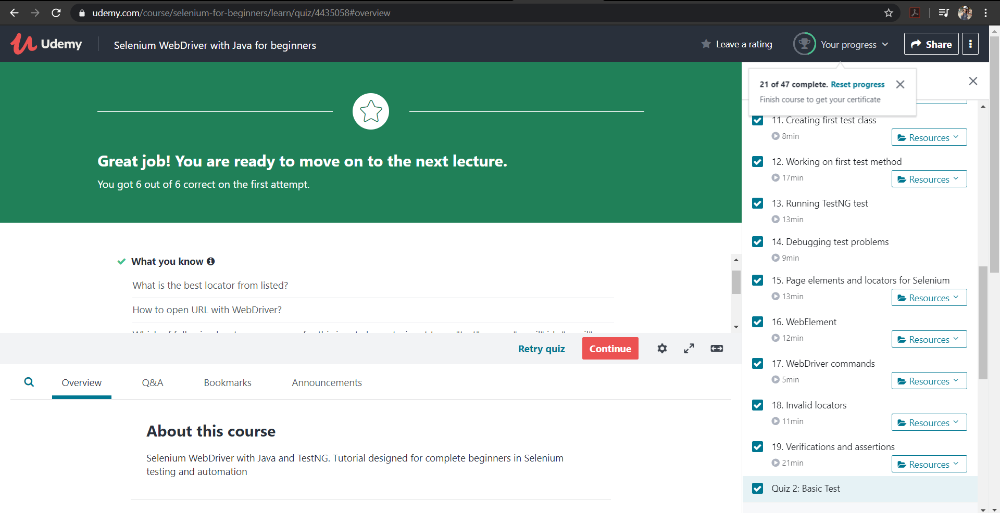 udemy.com/course/selenium-for-beginners/learn/quiz/4435058#overview
Udemy
Selenium WebDriver with Java for beginners
Leave a rating
Your progress
Share
21 of 47 complete. Reset progress
Finish course to get your certificate
Great job! You are ready to move on to the next lecture.
You got 6 out of 6 correct on the first attempt.
What you know
What is the best locator from listed?
How to open URL with WebDriver?
Retry quiz
Continue
Overview
Q&A
Bookmarks
Announcements
About this course
Selenium WebDriver with Java and TestNG. Tutorial designed for complete beginners in Selenium
testing and automation
11. Creating first test class
8min
Resources
12. Working on first test method
17min
Resources
13. Running TestNG test
13min
14. Debugging test problems
9min
15. Page elements and locators for Selenium
13min
Resources
16. WebElement
12min
Resources
17. WebDriver commands
5min
Resources
18. Invalid locators
11min
Resources
19. Verifications and assertions
21min
Resources
Quiz 2: Basic Test